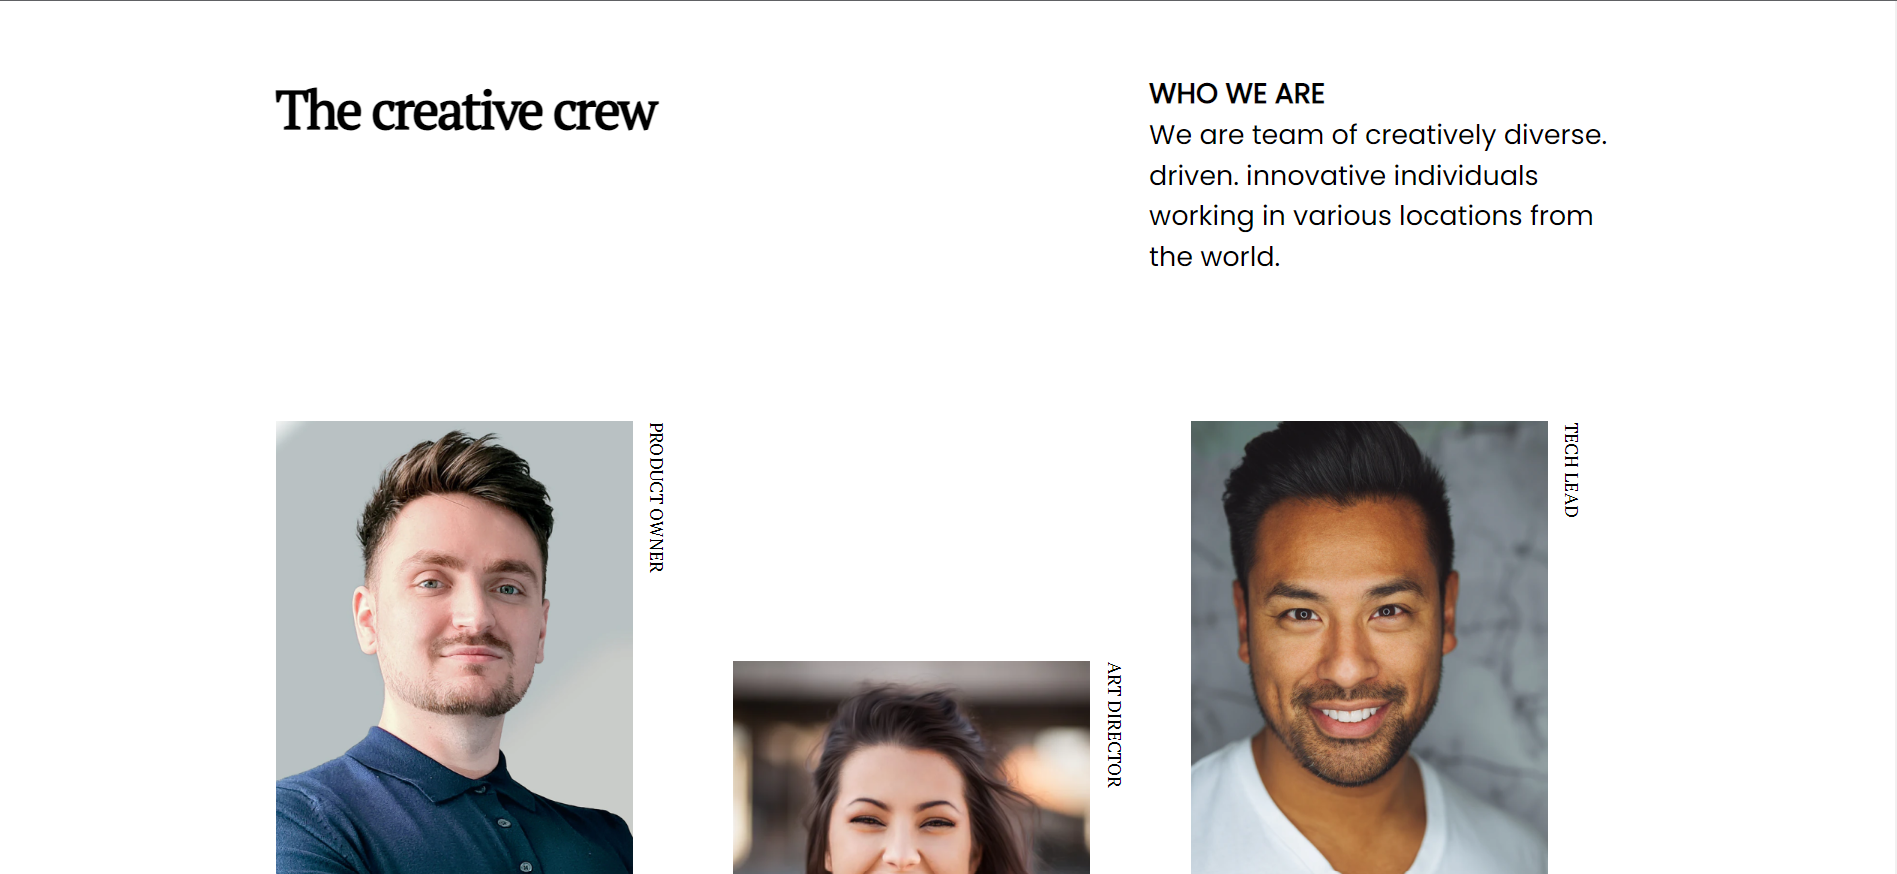 The creative crew
WHO WE ARE
We are team of creatively diverse.
driven. innovative individuals
working in various locations from
the world.
PRODUCT OWNER
ART DIRECTOR
TECH LEAD